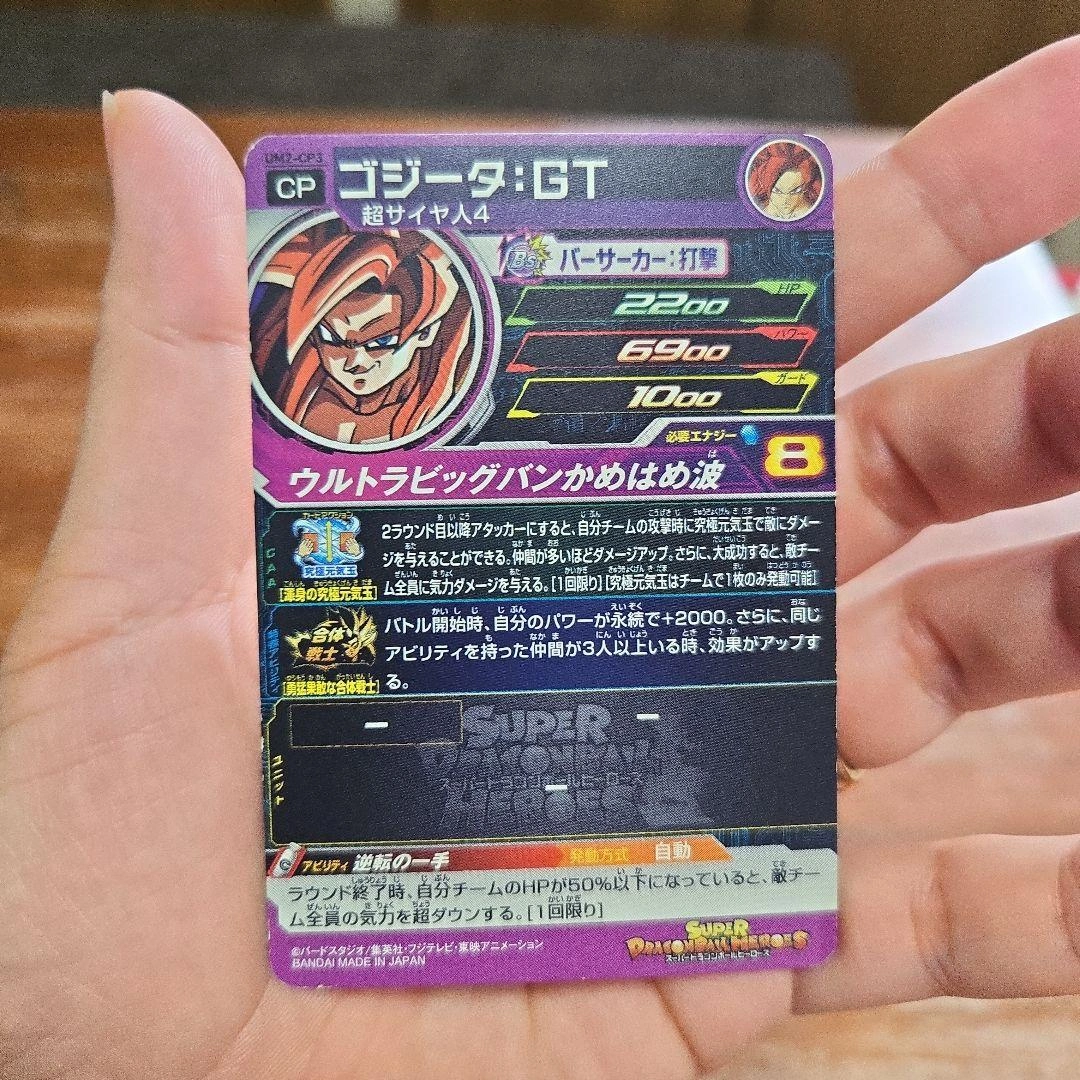 UM2-CP3
CP ゴジータ:GT
超サイヤ人4
Bs バーサーカー:打撃
HP
2200
パワー
6900
ガード
1000
必要エナジー 8
ウルトラビッグバンかめはめ波
CAA
カードアクション
究極元気玉
[渾身の究極元気玉]
2ラウンド目以降アタッカーにすると、自分チームの攻撃時に究極元気玉で敵にダメー
ジを与えることができる。仲間が多いほどダメージアップ。さらに、大成功すると、敵チー
ム全員に気力ダメージを与える。[1回限り][究極元気玉はチームで1枚のみ発動可能]
合体
戦士
[勇猛果敢な合体戦士]
バトル開始時、自分のパワーが永続で+2000。さらに、同じ
アビリティを持った仲間が3人以上いる時、効果がアップす
る。
ユニット
-
-
-
SUPER
DRAGONBALL
スーパードラゴンボールヒーローズ
HEROES
アビリティ 逆転の一手 発動方式 自動
ラウンド終了時、自分チームのHPが50%以下になっていると、敵チー
ム全員の気力を超ダウンする。[1回限り]
©バードスタジオ/集英社・フジテレビ・東映アニメーション
BANDAI MADE IN JAPAN
SUPER
DRAGONBALL HEROES
スーパードラゴンボールヒーローズ